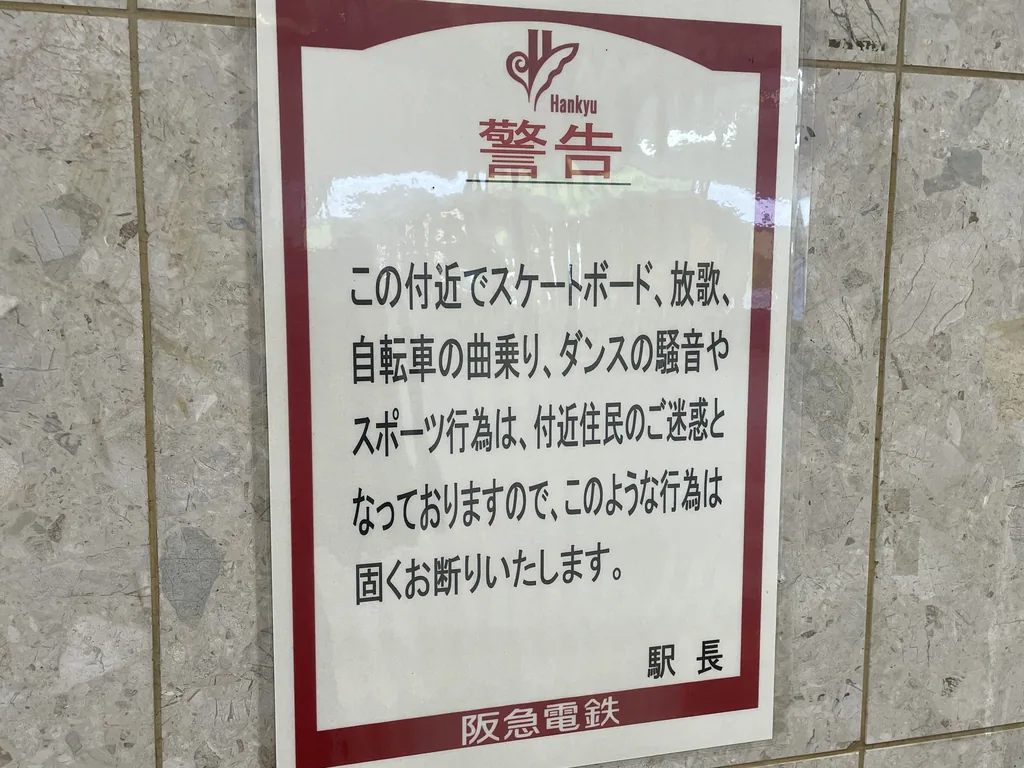 Hankyu
警告
この付近でスケートボード、放歌、
自転車の曲乗り、ダンスの騒音や
スポーツ行為は、付近住民のご迷惑と
なっておりますので、このような行為は
固くお断りいたします。
駅長
阪急電鉄